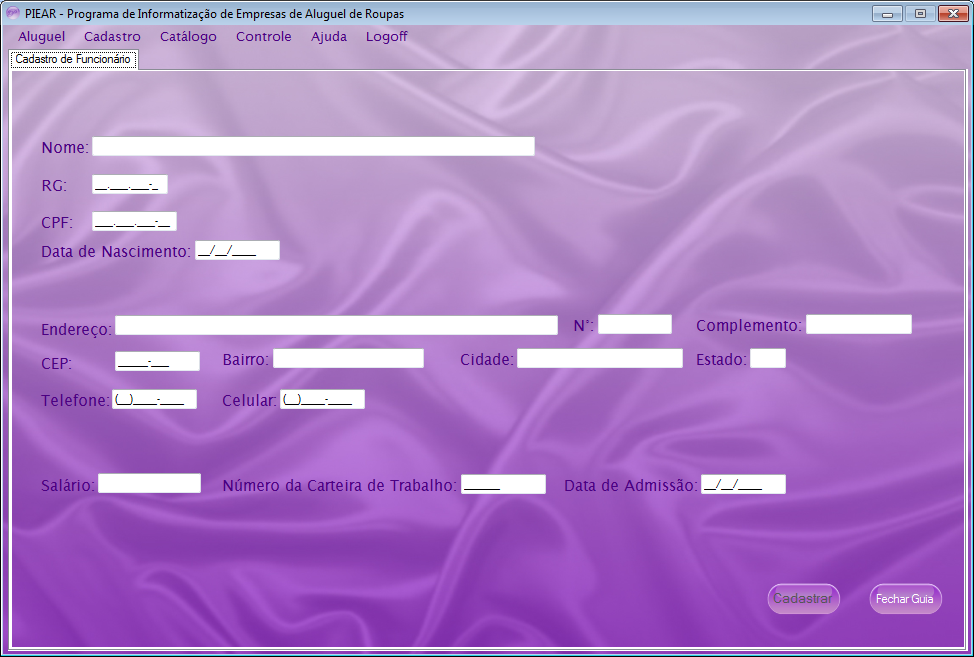 PIEAR - Programa de Informatização de Empresas de Aluguel de Roupas
Aluguel Cadastro Catálogo Controle Ajuda Logoff
Cadastro de Funcionário
Nome:
RG: __.___.___-_
CPF: ___.___.___-__
Data de Nascimento: __/__/____
Endereço: N°: Complemento:
CEP: _____-___ Bairro: Cidade: Estado:
Telefone: (__)____-____ Celular: (__)____-____
Salário: Número da Carteira de Trabalho: ______ Data de Admissão: __/__/____
Cadastrar Fechar Guia